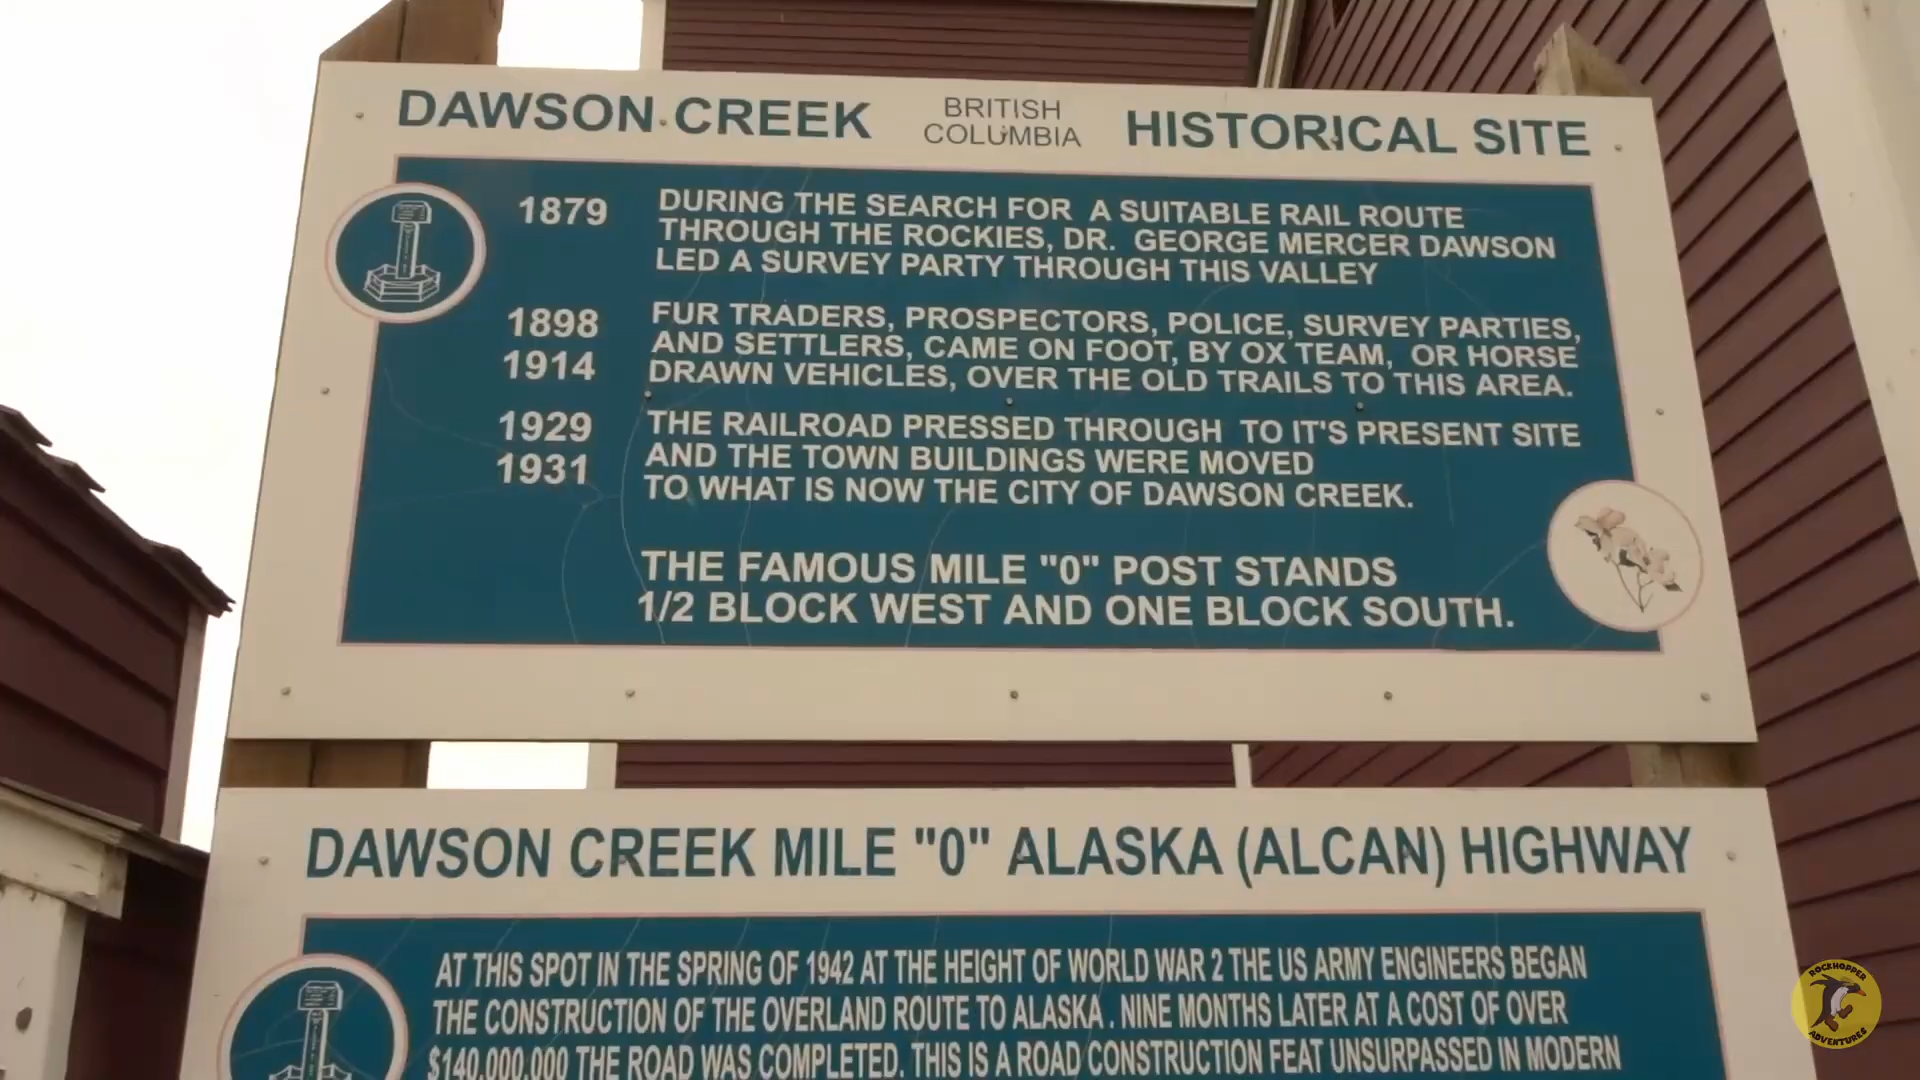 DAWSON CREEK BRITISH COLUMBIA HISTORICAL SITE
1879 DURING THE SEARCH FOR A SUITABLE RAIL ROUTE
THROUGH THE ROCKIES, DR. GEORGE MERCER DAWSON
LED A SURVEY PARTY THROUGH THIS VALLEY
1898 FUR TRADERS, PROSPECTORS, POLICE, SURVEY PARTIES,
AND SETTLERS, CAME ON FOOT, BY OX TEAM, OR HORSE
1914 DRAWN VEHICLES, OVER THE OLD TRAILS TO THIS AREA.
1929 THE RAILROAD PRESSED THROUGH TO IT'S PRESENT SITE
1931 AND THE TOWN BUILDINGS WERE MOVED
TO WHAT IS NOW THE CITY OF DAWSON CREEK.
THE FAMOUS MILE "0" POST STANDS
1/2 BLOCK WEST AND ONE BLOCK SOUTH.
DAWSON CREEK MILE "0" ALASKA (ALCAN) HIGHWAY
AT THIS SPOT IN THE SPRING OF 1942 AT THE HEIGHT OF WORLD WAR 2 THE US ARMY ENGINEERS BEGAN
THE CONSTRUCTION OF THE OVERLAND ROUTE TO ALASKA. NINE MONTHS LATER AT A COST OF OVER
$140,000,000 THE ROAD WAS COMPLETED. THIS IS A ROAD CONSTRUCTION FEAT UNSURPASSED IN MODERN
ROCKHOPPER
ADVENTURES